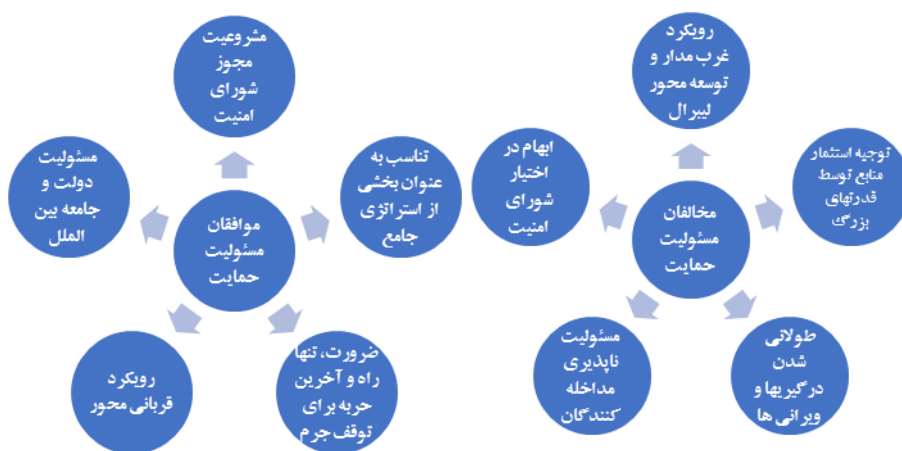 مشروعیت
مجوز
شورای
امنیت
تناسب به
عنوان بخشی
از استراتژی
جامع
ضرورت، تنها
راه و آخرین
حربه برای
توقف جرم
رویکرد
قربانی محور
مسئولیت
دولت و
جامعه بین
الملل
موافقان
مسئولیت
حمایت
رویکرد
غرب مدار و
توسعه محور
لیبرال
توجیه استثمار
منابع توسط
قدرتهای
بزرگ
طولانی
شدن
درگیریها و
ویرانی ها
مسئولیت
ناپذیری
مداخله
کنندگان
ابهام در
اختیار
شورای
امنیت
مخالفان
مسئولیت
حمایت